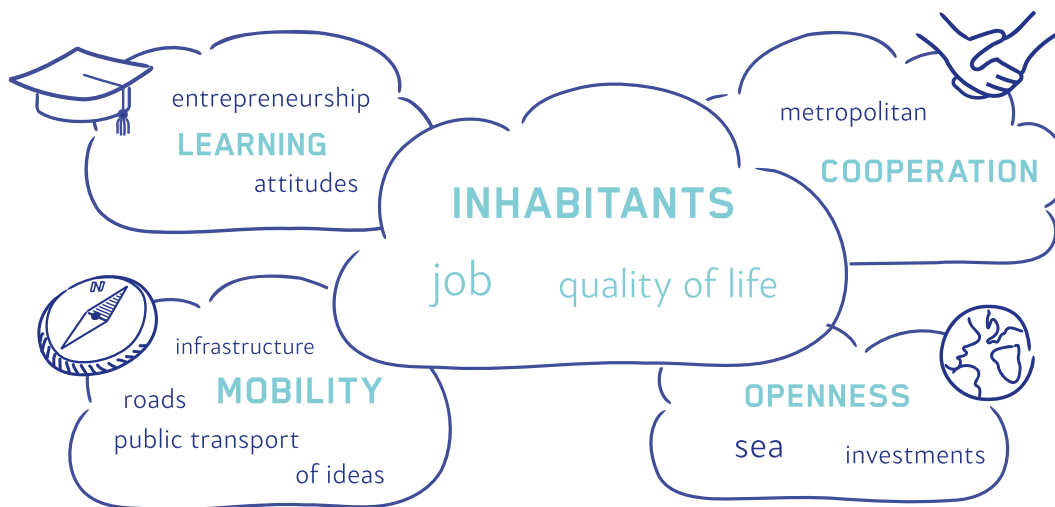 entrepreneurship
LEARNING
attitudes
metropolitan
COOPERATION
INHABITANTS
job quality of life
N
infrastructure
MOBILITY
roads
public transport
of ideas
OPENNESS
sea
investments